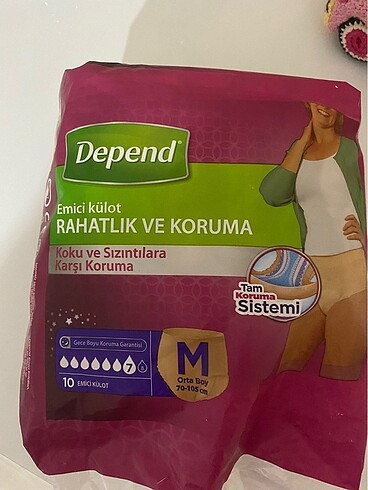 Depend
Emici külot
RAHATLIK VE KORUMA
Koku ve Sızıntılara
Karşı Koruma
Tam
Koruma
Sistemi
Gece Boyu Koruma Garantisi
7 8
10 EMİCİ KÜLOT
M
Orta Boy
70-105 cm